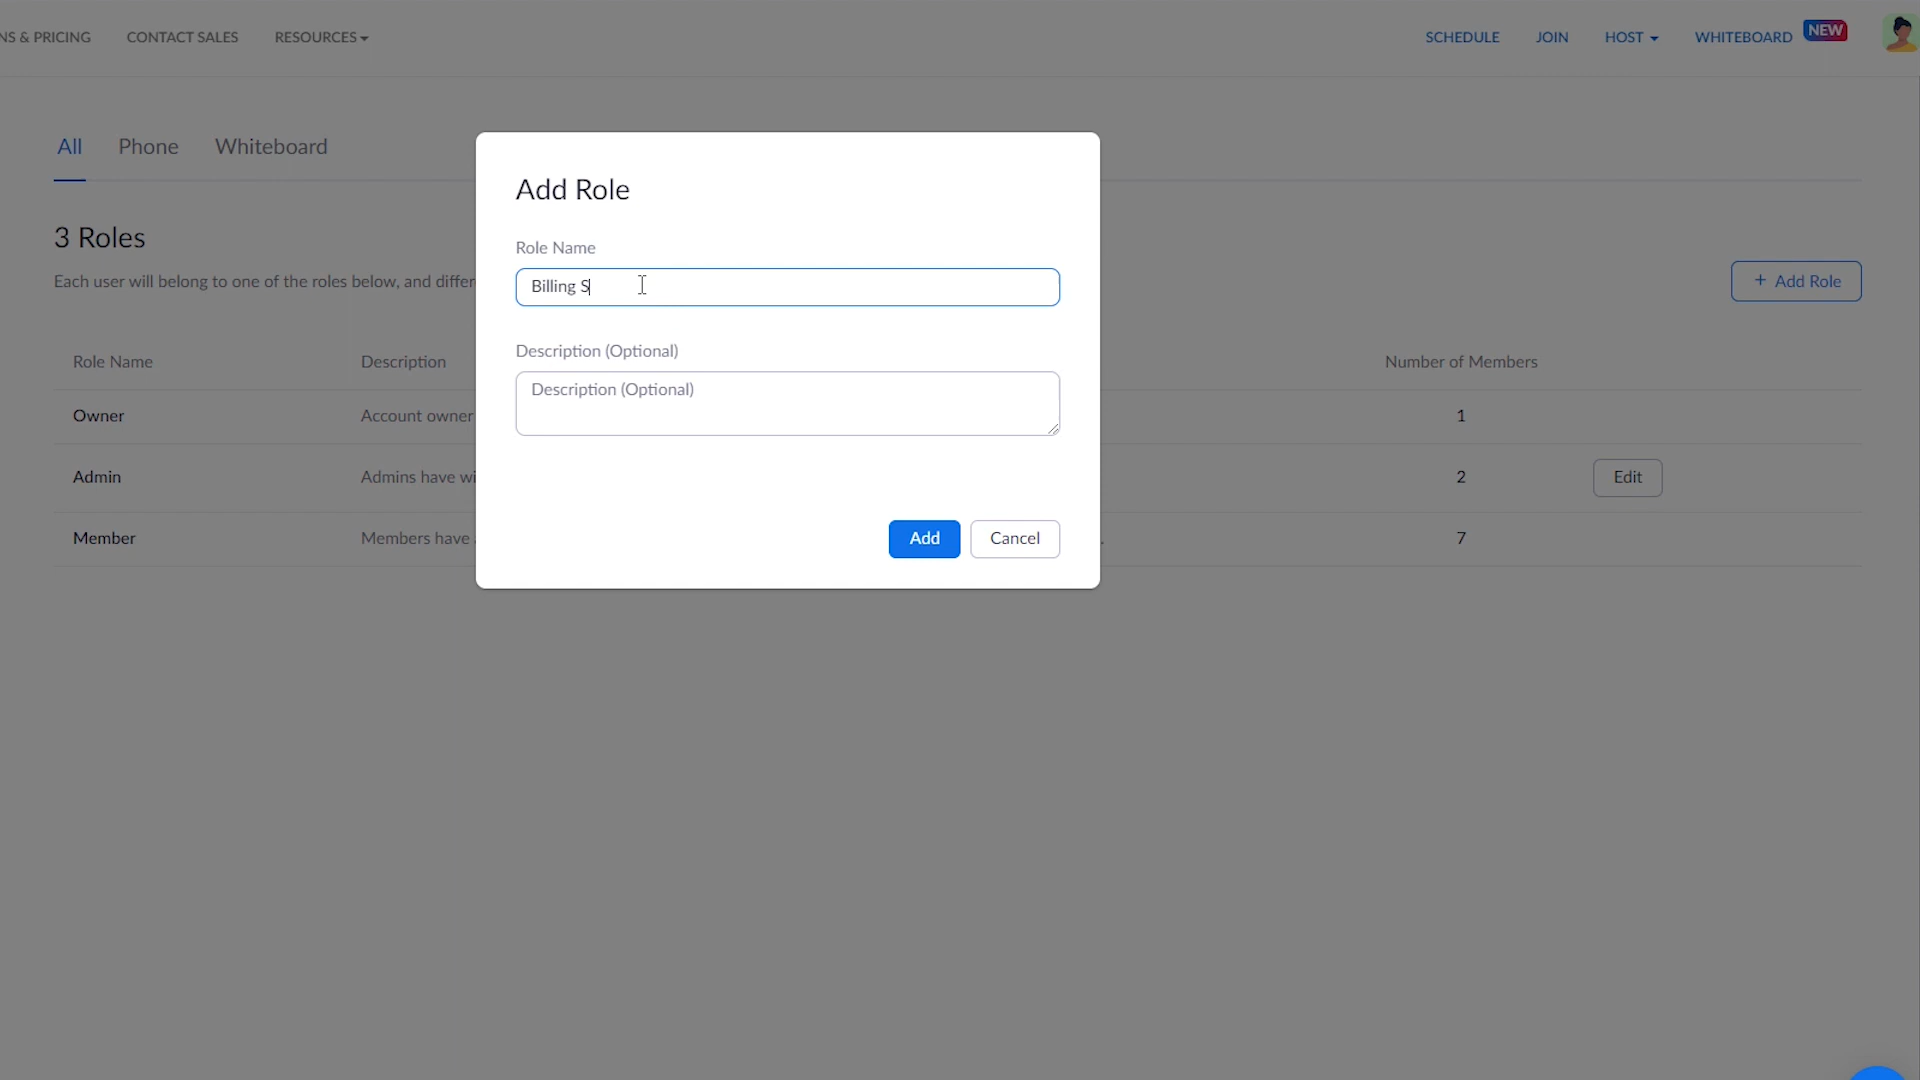 NS & PRICING CONTACT SALES RESOURCES SCHEDULE JOIN HOST WHITEBOARD NEW
All Phone Whiteboard
Add Role
3 Roles
Role Name
Each user will belong to one of the roles below, and differ
Billing S
+ Add Role
Description (Optional)
Role Name Description Number of Members
Description (Optional)
Owner Account owner 1
Admin Admins have wi 2 Edit
Member Members have 7
Add Cancel